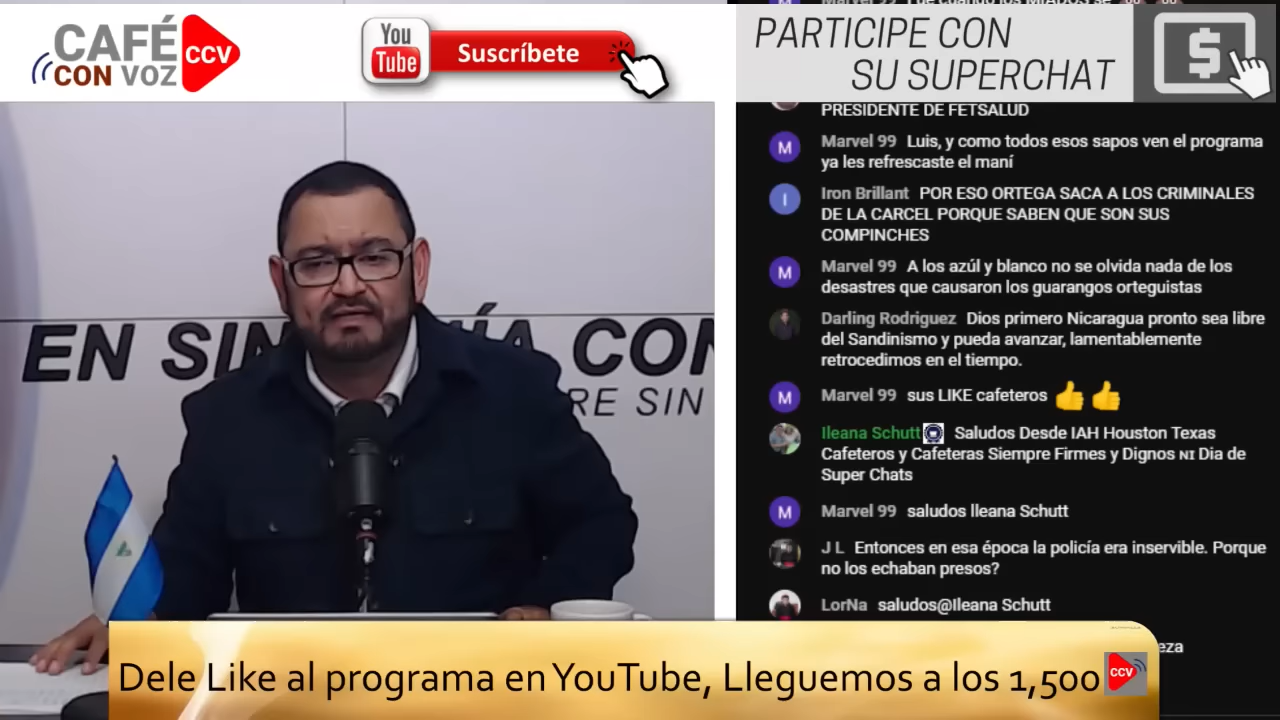 CAFÉ
CON VOZ
CCV
You
Tube
Suscríbete
PARTICIPE CON
SU SUPERCHAT
$
EN SIN
ÍA CON
RE SIN
Marvel 99
PRESIDENTE DE FETSALUD
M Marvel 99 Luis, y como todos esos sapos ven el programa
ya les refrescaste el maní
I Iron Brillant POR ESO ORTEGA SACA A LOS CRIMINALES
DE LA CARCEL PORQUE SABEN QUE SON SUS
COMPINCHES
M Marvel 99 A los azúl y blanco no se olvida nada de los
desastres que causaron los guarangos orteguistas
Darling Rodriguez Dios primero Nicaragua pronto sea libre
del Sandinismo y pueda avanzar, lamentablemente
retrocedimos en el tiempo.
M Marvel 99 sus LIKE cafeteros 👍👍
Ileana Schutt Saludos Desde IAH Houston Texas
Cafeteros y Cafeteras Siempre Firmes y Dignos ɴɪ Dia de
Super Chats
M Marvel 99 saludos Ileana Schutt
J L Entonces en esa época la policía era inservible. Porque
no los echaban presos?
LorNa saludos@Ileana Schutt
eza
Dele Like al programa en YouTube, Lleguemos a los 1,500
CCV